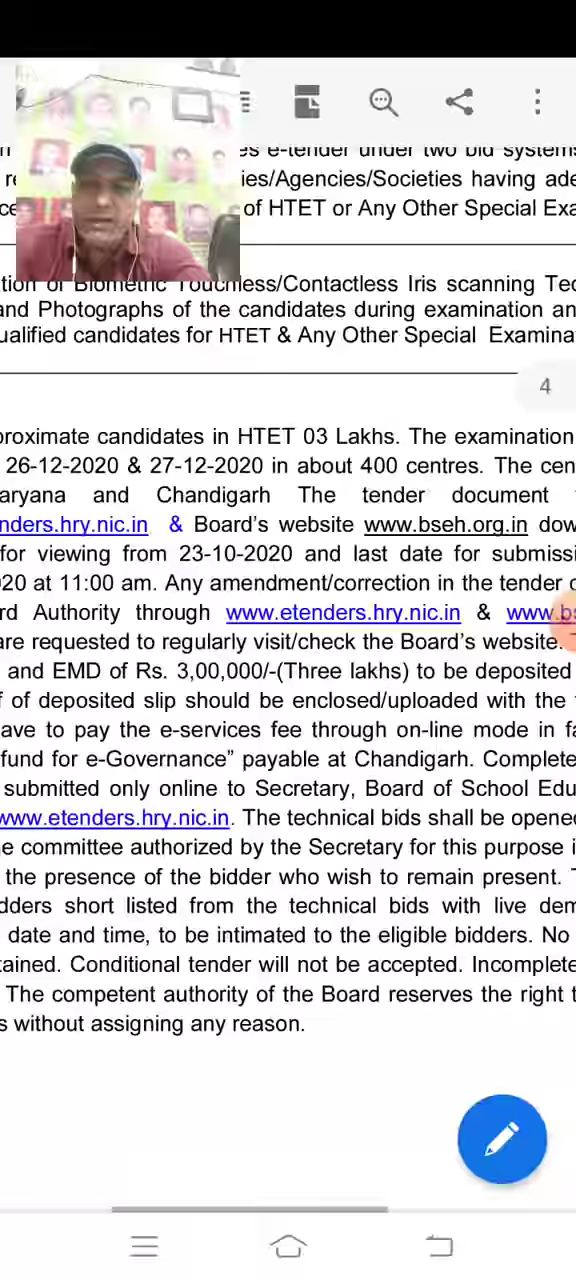 es e-tender under two bid systems
re ies/Agencies/Societies having ade
ce of HTET or Any Other Special Exa
tion of Biometric Touchless/Contactless Iris scanning Tec
and Photographs of the candidates during examination an
ualified candidates for HTET & Any Other Special Examina
4
proximate candidates in HTET 03 Lakhs. The examination
26-12-2020 & 27-12-2020 in about 400 centres. The cen
aryana and Chandigarh The tender document
nders.hry.nic.in & Board’s website www.bseh.org.in dow
for viewing from 23-10-2020 and last date for submissi
020 at 11:00 am. Any amendment/correction in the tender
rd Authority through www.etenders.hry.nic.in & www.bs
are requested to regularly visit/check the Board’s website.
and EMD of Rs. 3,00,000/-(Three lakhs) to be deposited
f of deposited slip should be enclosed/uploaded with the
ave to pay the e-services fee through on-line mode in fa
fund for e-Governance” payable at Chandigarh. Complete
submitted only online to Secretary, Board of School Edu
www.etenders.hry.nic.in. The technical bids shall be opened
e committee authorized by the Secretary for this purpose i
the presence of the bidder who wish to remain present. T
dders short listed from the technical bids with live dem
date and time, to be intimated to the eligible bidders. No
tained. Conditional tender will not be accepted. Incomplete
The competent authority of the Board reserves the right t
s without assigning any reason.